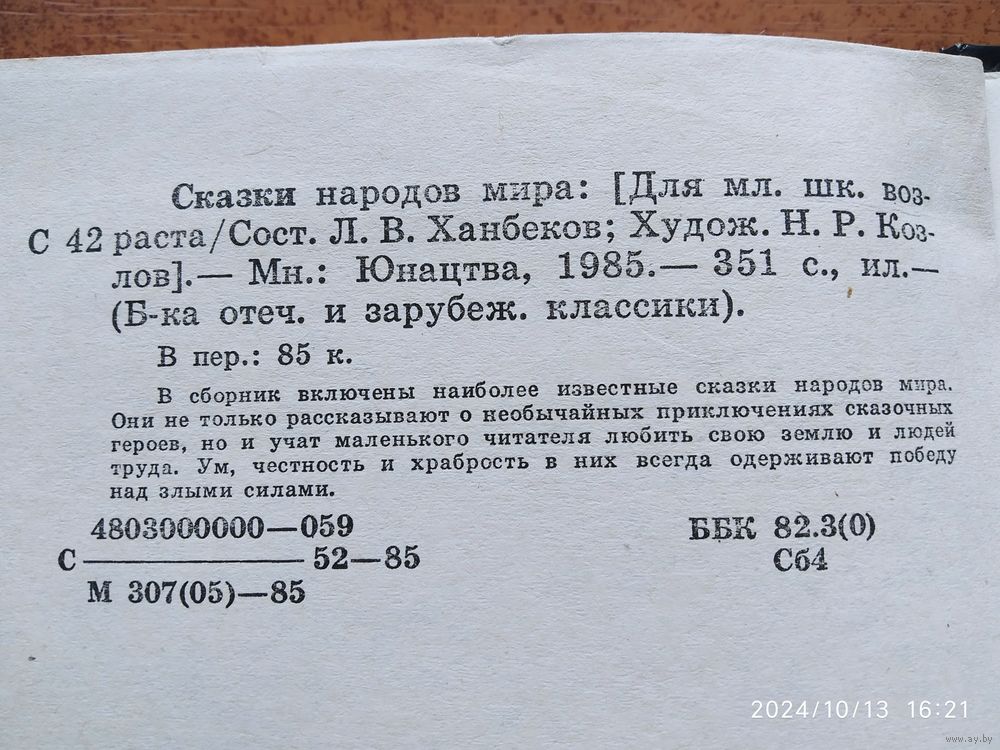 Сказки народов мира: [Для мл. шк. воз-
С 42 раста/Сост. Л. В. Ханбеков; Худож. Н. Р. Коз-
лов].— Мн.: Юнацтва, 1985.— 351 с., ил.—
(Б-ка отеч. и зарубеж. классики).
В пер.: 85 к.
В сборник включены наиболее известные сказки народов мира.
Они не только рассказывают о необычайных приключениях сказочных
героев, но и учат маленького читателя любить свою землю и людей
труда. Ум, честность и храбрость в них всегда одерживают победу
над злыми силами.
4803000000—059
С 52—85
М 307(05)—85
ББК 82.3(0)
Сб4
2024/10/13 16:21
www.ay.by